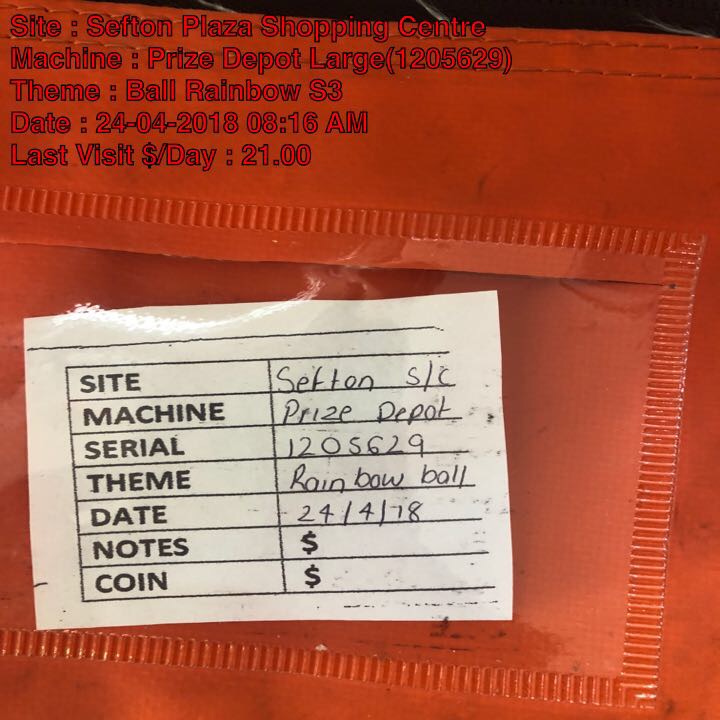 Site : Sefton Plaza Shopping Centre
Machine : Prize Depot Large(1205629)
Theme : Ball Rainbow S3
Date : 24-04-2018 08:16 AM
Last Visit $/Day : 21.00
SITE Sefton S/C
MACHINE Prize Depot
SERIAL 1205629
THEME Rainbow ball
DATE 24/4/18
NOTES $
COIN $